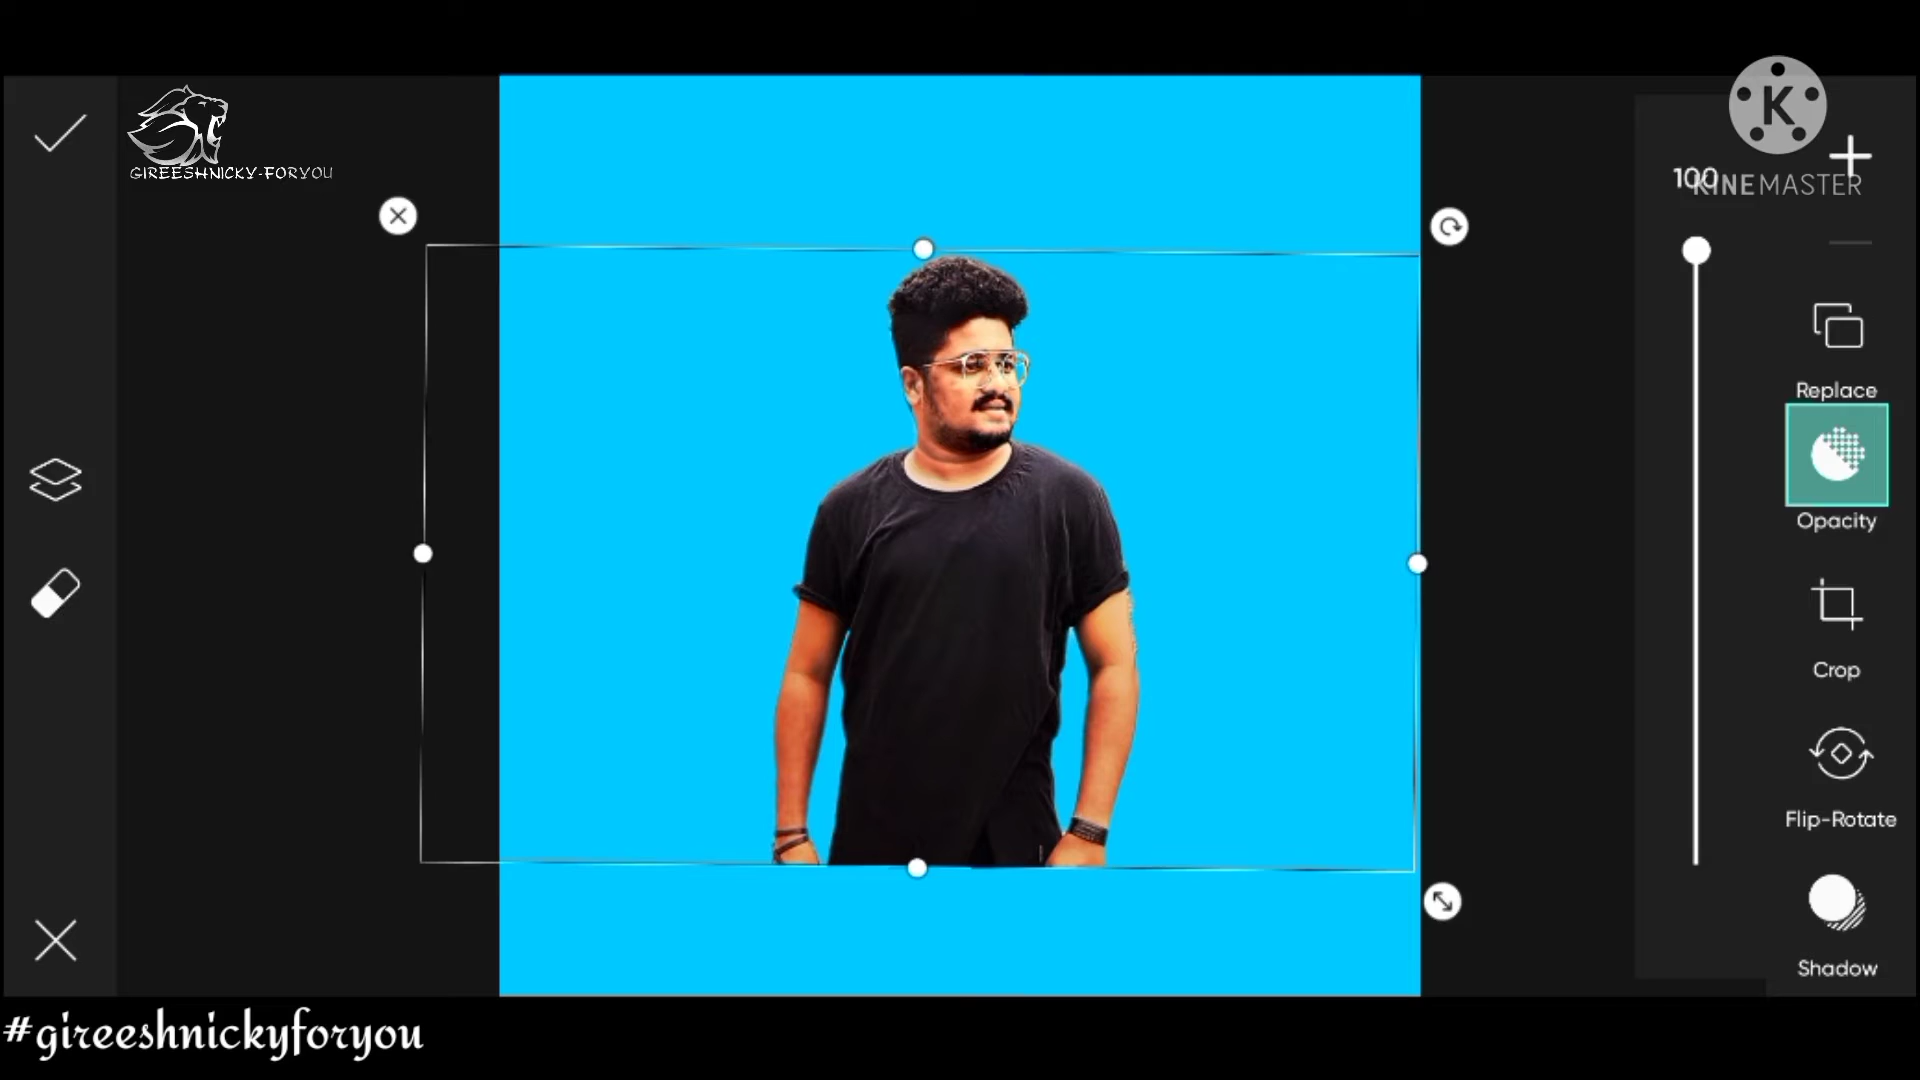 GIREESHNICKY-FORYOU
K
100
KINEMASTER
Replace
Opacity
Crop
Flip-Rotate
Shadow
#gireeshnickyforyou